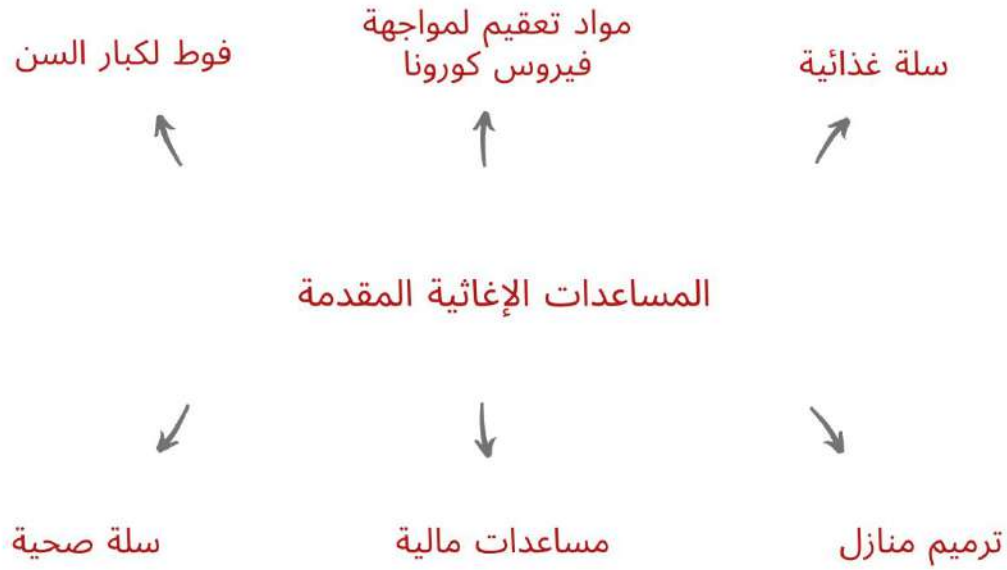 سلة غذائية
مواد تعقيم لمواجهة
فيروس كورونا
فوط لكبار السن
المساعدات الإغاثية المقدمة
ترميم منازل
مساعدات مالية
سلة صحية